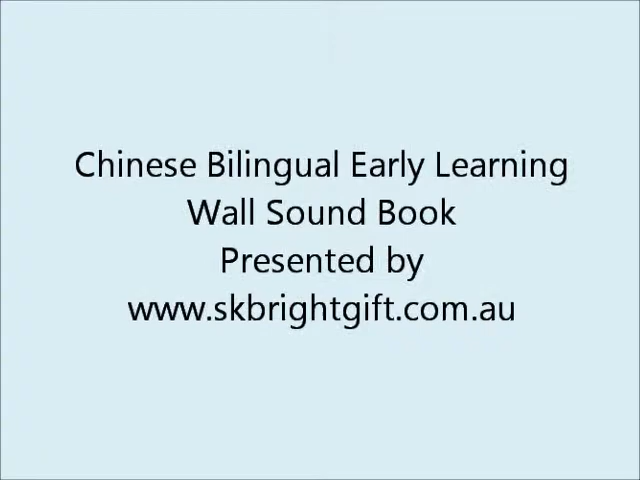 Chinese Bilingual Early Learning
Wall Sound Book
Presented by
www.skbrightgift.com.au